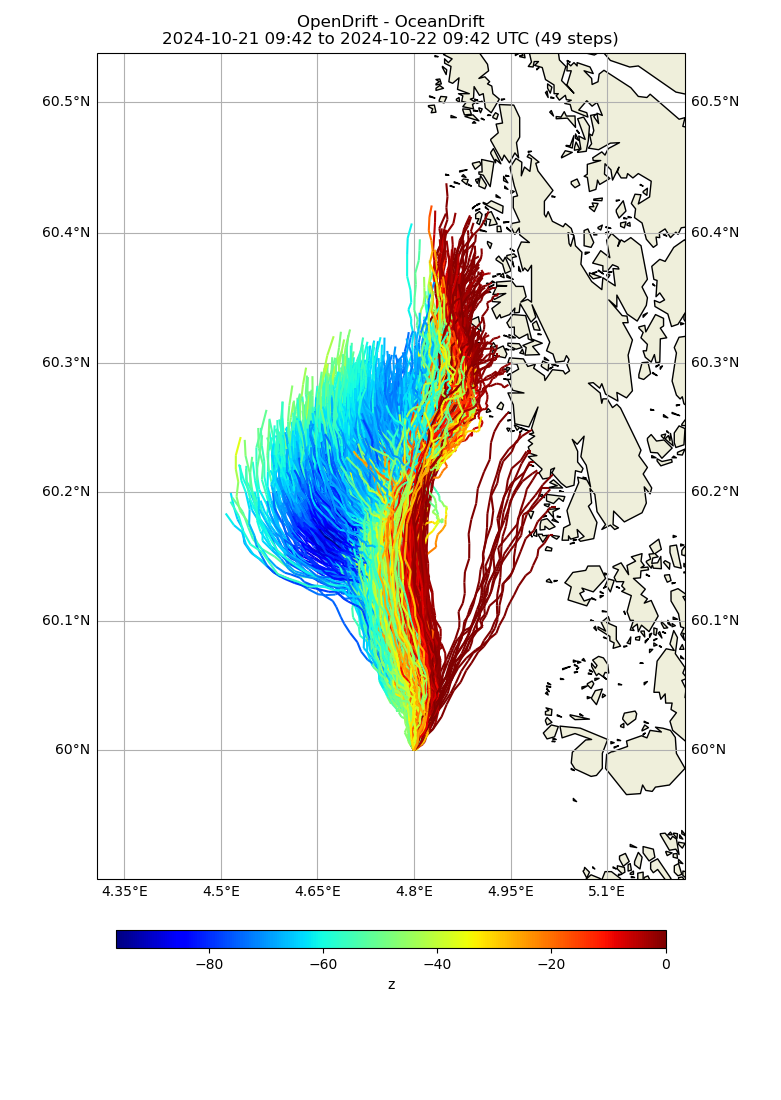 OpenDrift - OceanDrift
2024-10-21 09:42 to 2024-10-22 09:42 UTC (49 steps)
60.5°N 60.5°N
60.4°N 60.4°N
60.3°N 60.3°N
60.2°N 60.2°N
60.1°N 60.1°N
60°N 60°N
4.35°E 4.5°E 4.65°E 4.8°E 4.95°E 5.1°E
−80 −60 −40 −20 0
z